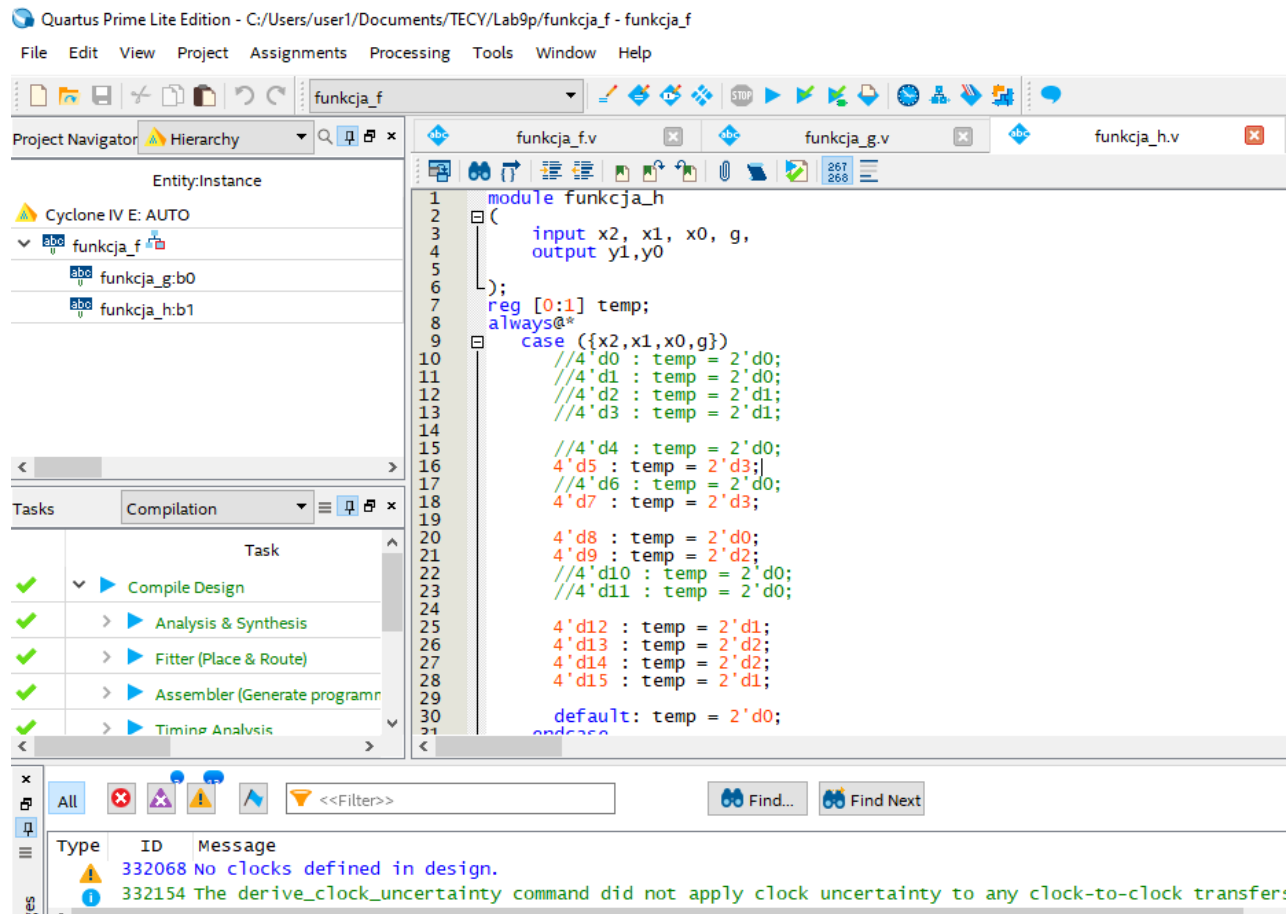 Quartus Prime Lite Edition - C:/Users/user1/Documents/TECY/Lab9p/funkcja_f - funkcja_f
File Edit View Project Assignments Processing Tools Window Help
funkcja_f
Project Navigator Hierarchy
Entity:Instance
Cyclone IV E: AUTO
funkcja_f
funkcja_g:b0
funkcja_h:b1
Tasks Compilation
Task
Compile Design
Analysis & Synthesis
Fitter (Place & Route)
Assembler (Generate programm
Timing Analysis
funkcja_f.v funkcja_g.v funkcja_h.v
267
268
1 module funkcja_h
2 (
3 input x2, x1, x0, g,
4 output y1,y0
5
6 );
7 reg [0:1] temp;
8 always@*
9 case ({x2,x1,x0,g})
10 //4'd0 : temp = 2'd0;
11 //4'd1 : temp = 2'd0;
12 //4'd2 : temp = 2'd1;
13 //4'd3 : temp = 2'd1;
14
15 //4'd4 : temp = 2'd0;
16 4'd5 : temp = 2'd3;
17 //4'd6 : temp = 2'd0;
18 4'd7 : temp = 2'd3;
19
20 4'd8 : temp = 2'd0;
21 4'd9 : temp = 2'd2;
22 //4'd10 : temp = 2'd0;
23 //4'd11 : temp = 2'd0;
24
25 4'd12 : temp = 2'd1;
26 4'd13 : temp = 2'd2;
27 4'd14 : temp = 2'd2;
28 4'd15 : temp = 2'd1;
29
30 default: temp = 2'd0;
31 endcase
All <<Filter>> Find... Find Next
Type ID Message
332068 No clocks defined in design.
332154 The derive_clock_uncertainty command did not apply clock uncertainty to any clock-to-clock transfers